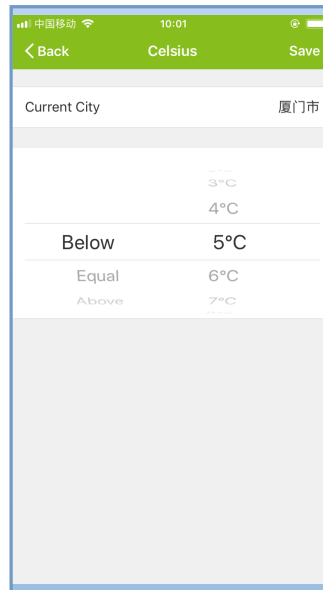 中国移动 10:01
Back Celsius Save
Current City 厦门市
3°C
4°C
Below 5°C
Equal 6°C
Above 7°C